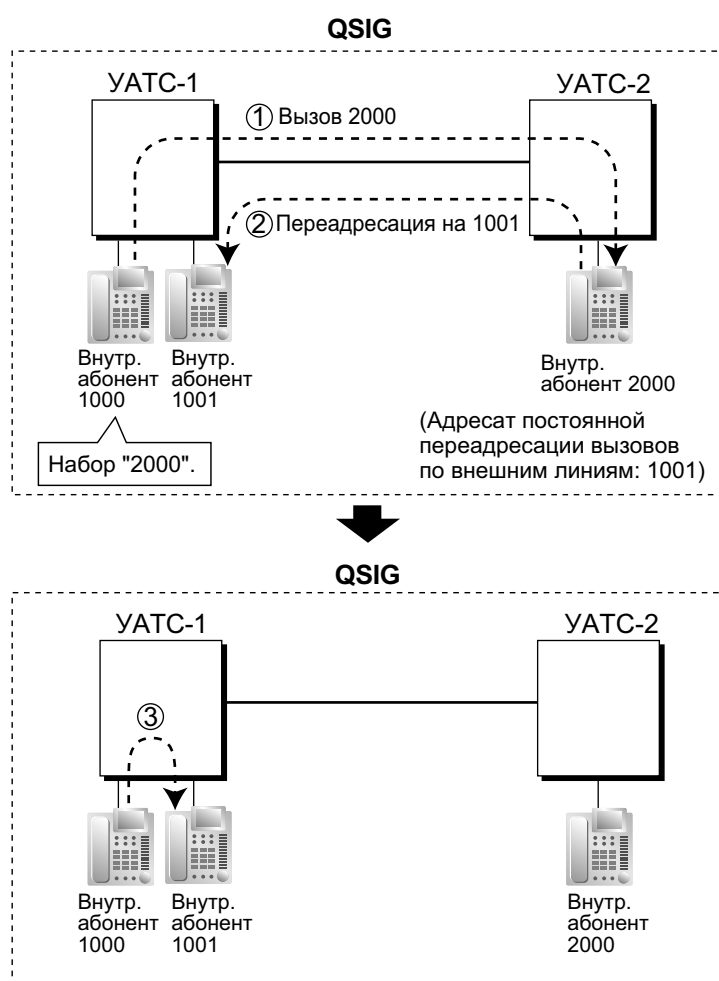 QSIG
УАТС-1
УАТС-2
① Вызов 2000
② Переадресация на 1001
Внутр.
абонент
1000
Внутр.
абонент
1001
Внутр.
абонент 2000
Набор "2000".
(Адресат постоянной
переадресации вызовов
по внешним линиям: 1001)
QSIG
УАТС-1
УАТС-2
③
Внутр.
абонент
1000
Внутр.
абонент
1001
Внутр.
абонент
2000